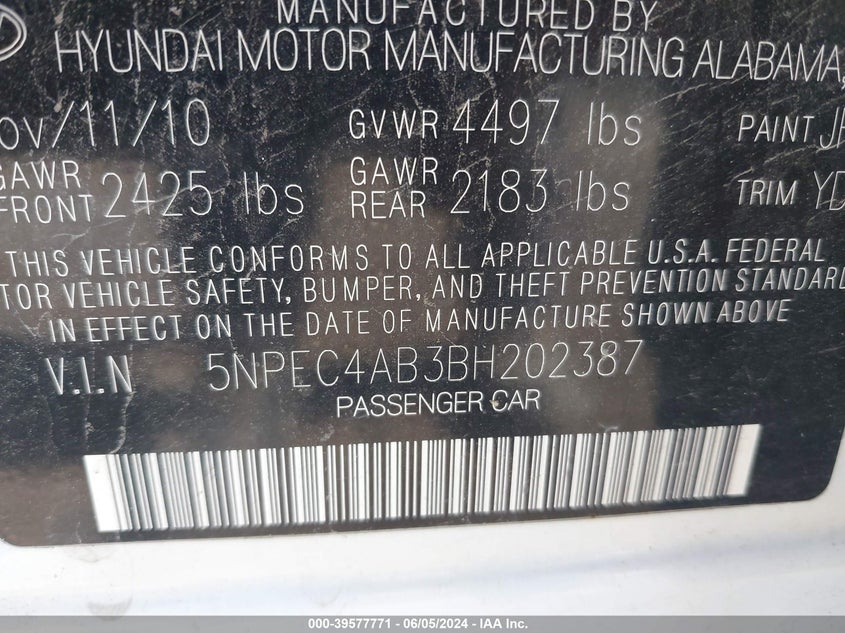 MANUFACTURED BY
HYUNDAI MOTOR MANUFACTURING ALABAMA,
ov/11/10 GVWR 4497 lbs PAINT
GAWR FRONT 2425 lbs GAWR REAR 2183 lbs TRIM YD
THIS VEHICLE CONFORMS TO ALL APPLICABLE U.S.A. FEDERAL
TOR VEHICLE SAFETY, BUMPER, AND THEFT PREVENTION STANDARD
IN EFFECT ON THE DATE OF MANUFACTURE SHOWN ABOVE
V.I.N 5NPEC4AB3BH202387
PASSENGER CAR
000-39577771 - 06/05/2024 - IAA Inc.